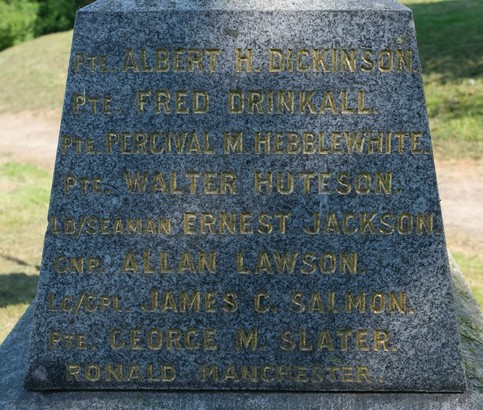 PTE. ALBERT H. DICKINSON.
PTE. FRED DRINKALL.
PTE. PERCIVAL M. HEBBLEWHITE.
PTE. WALTER HUTESON.
LD/SEAMAN ERNEST JACKSON.
GNR. ALLAN LAWSON.
LC/CPL. JAMES C. SALMON.
PTE. GEORGE M. SLATER.
RONALD MANCHESTER.